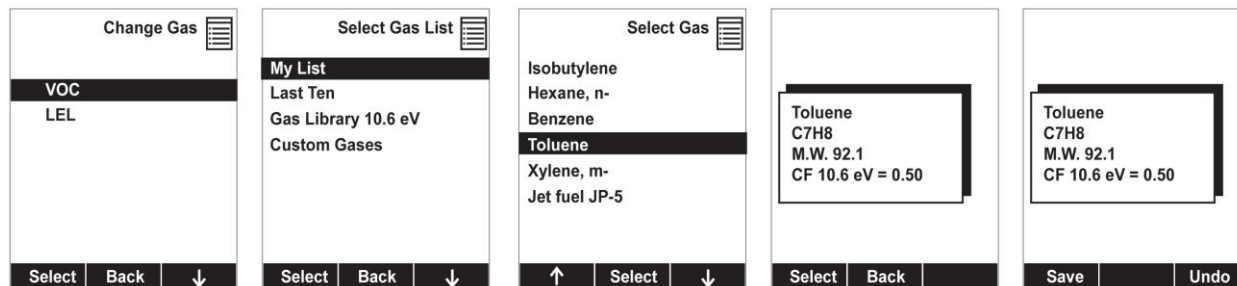 Change Gas
VOC
LEL
Select Back ↓
Select Gas List
My List
Last Ten
Gas Library 10.6 eV
Custom Gases
Select Back ↓
Select Gas
Isobutylene
Hexane, n-
Benzene
Toluene
Xylene, m-
Jet fuel JP-5
↑ Select ↓
Toluene
C7H8
M.W. 92.1
CF 10.6 eV = 0.50
Select Back
Toluene
C7H8
M.W. 92.1
CF 10.6 eV = 0.50
Save Undo